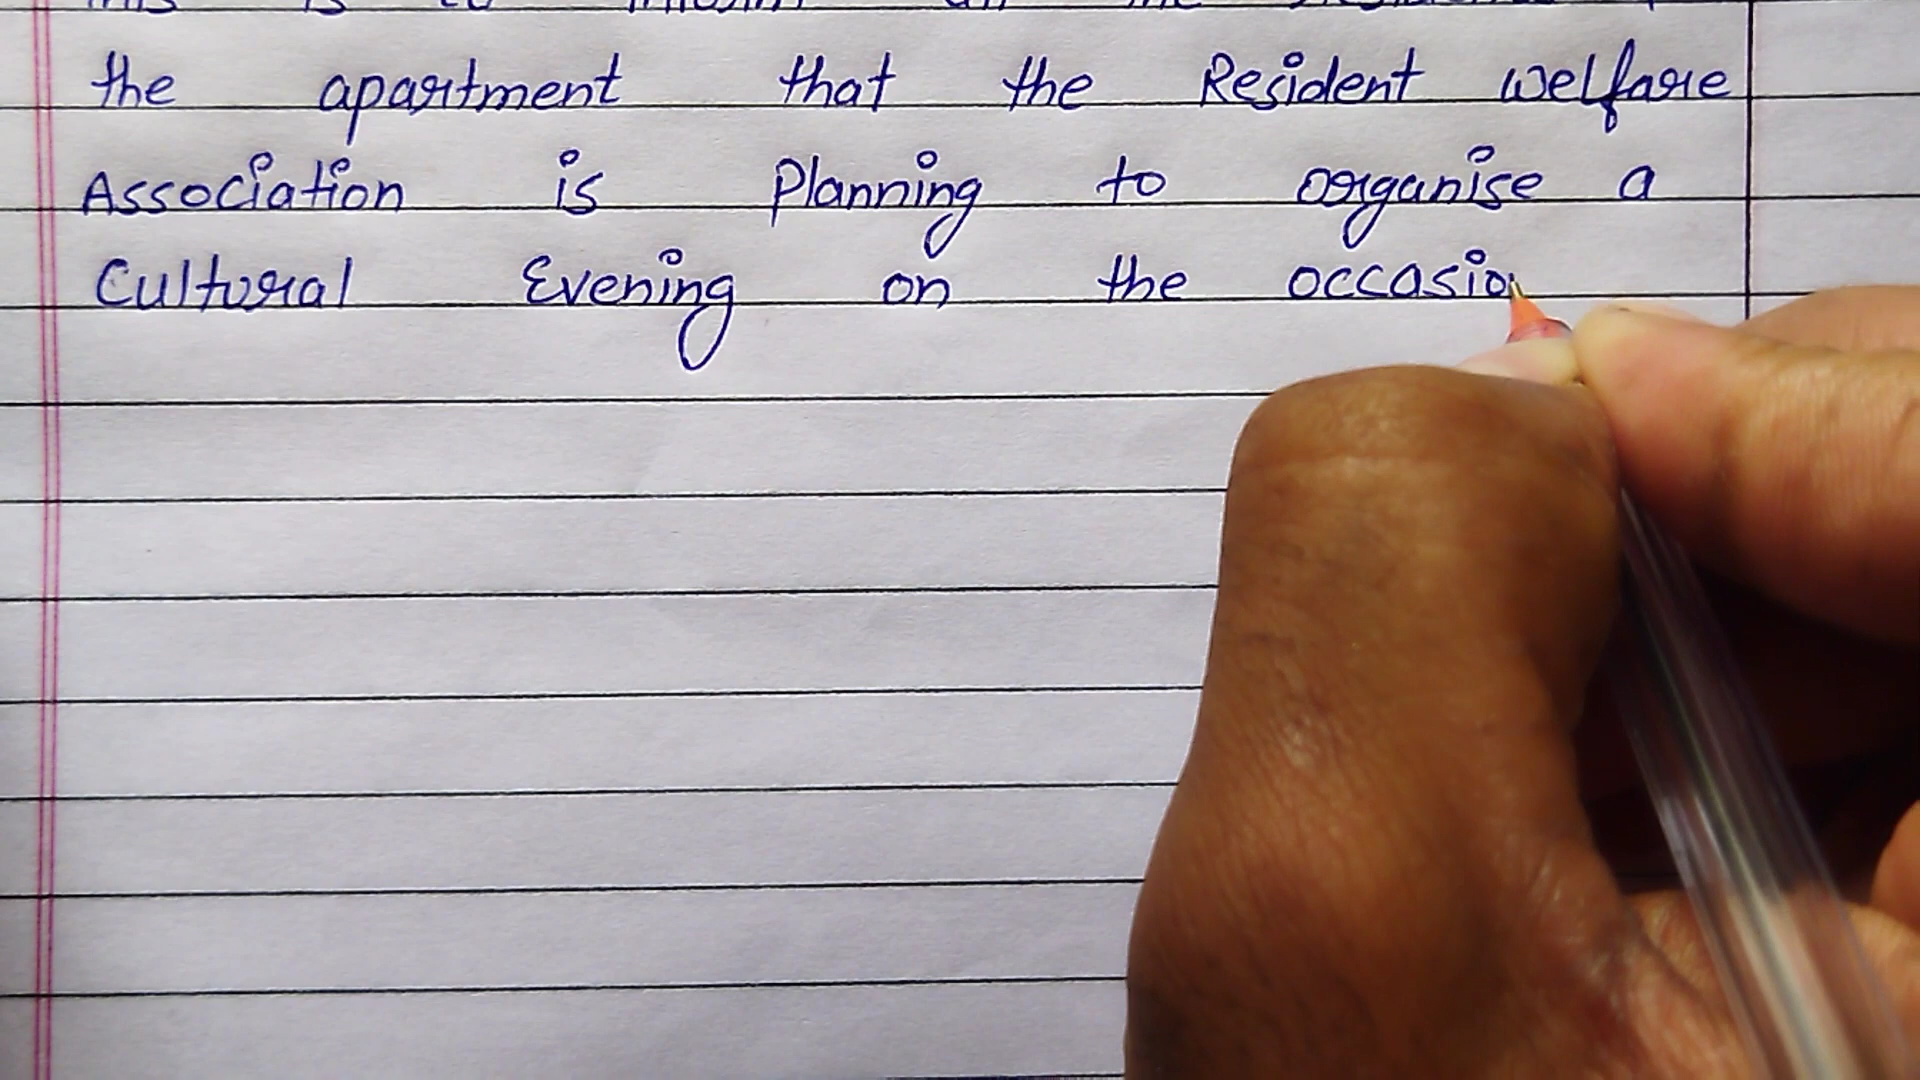 the apartment that the Resident welfare
Association is Planning to organise a
Cultural Evening on the occasio